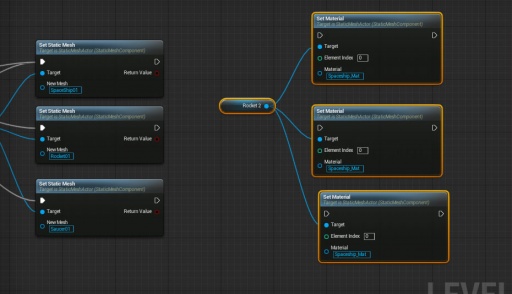 Set Static Mesh
Target is StaticMeshActor (StaticMeshComponent)
Target
Return Value
New Mesh
SpaceShip01
Set Static Mesh
Target is StaticMeshActor (StaticMeshComponent)
Target
Return Value
New Mesh
Rocket01
Set Static Mesh
Target is StaticMeshActor (StaticMeshComponent)
Target
Return Value
New Mesh
Saucer01
Rocket 2
Set Material
Target is StaticMeshActor (StaticMeshComponent)
Target
Element Index 0
Material
Spaceship_Mat
Set Material
Target is StaticMeshActor (StaticMeshComponent)
Target
Element Index 0
Material
Spaceship_Mat
Set Material
Target is StaticMeshActor (StaticMeshComponent)
Target
Element Index 0
Material
Spaceship_Mat
LEVEL